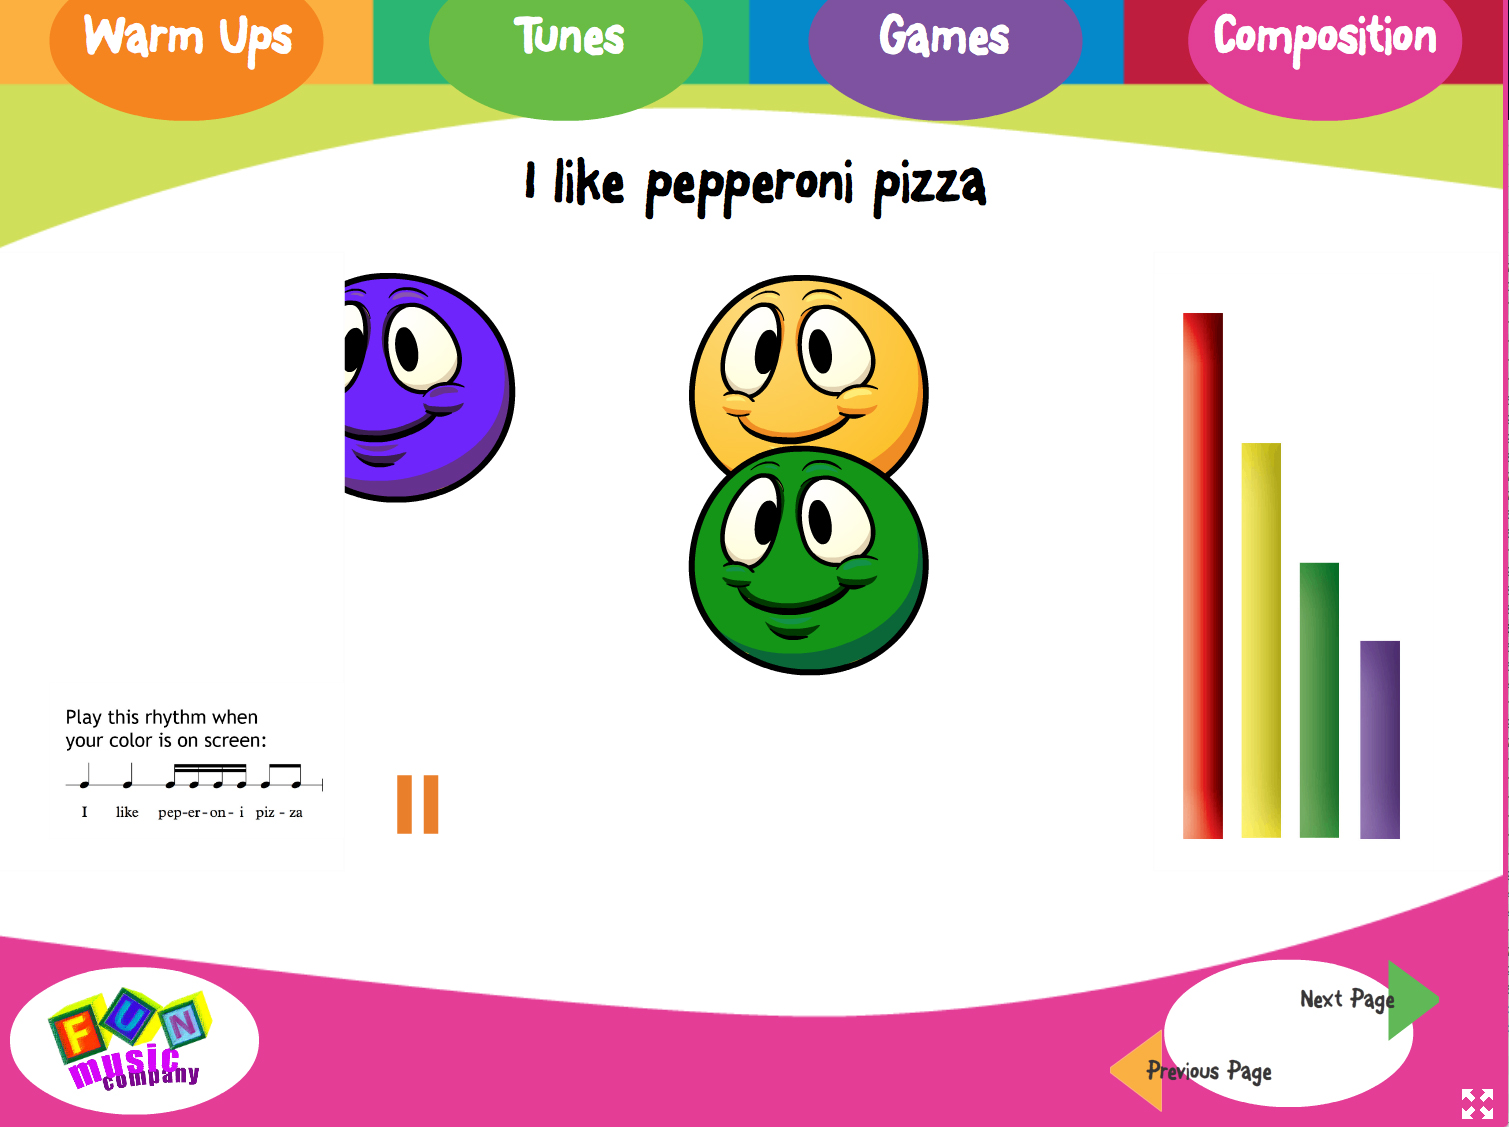 Warm Ups
Tunes
Games
Composition
I like pepperoni pizza
Play this rhythm when
your color is on screen:
I like pep-er-on-i piz-za
Next Page
Previous Page
FUN
music
company